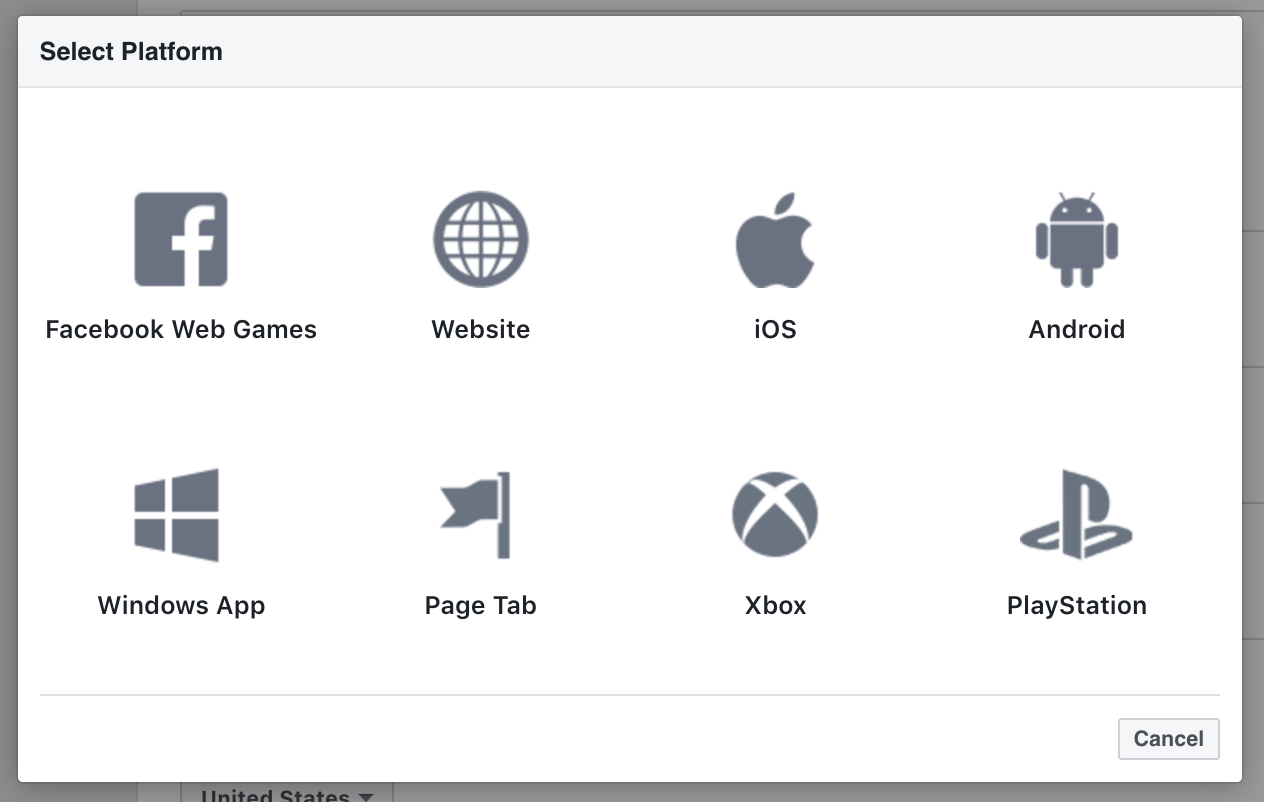 Select Platform
Facebook Web Games
Website
iOS
Android
Windows App
Page Tab
Xbox
PlayStation
Cancel
United States